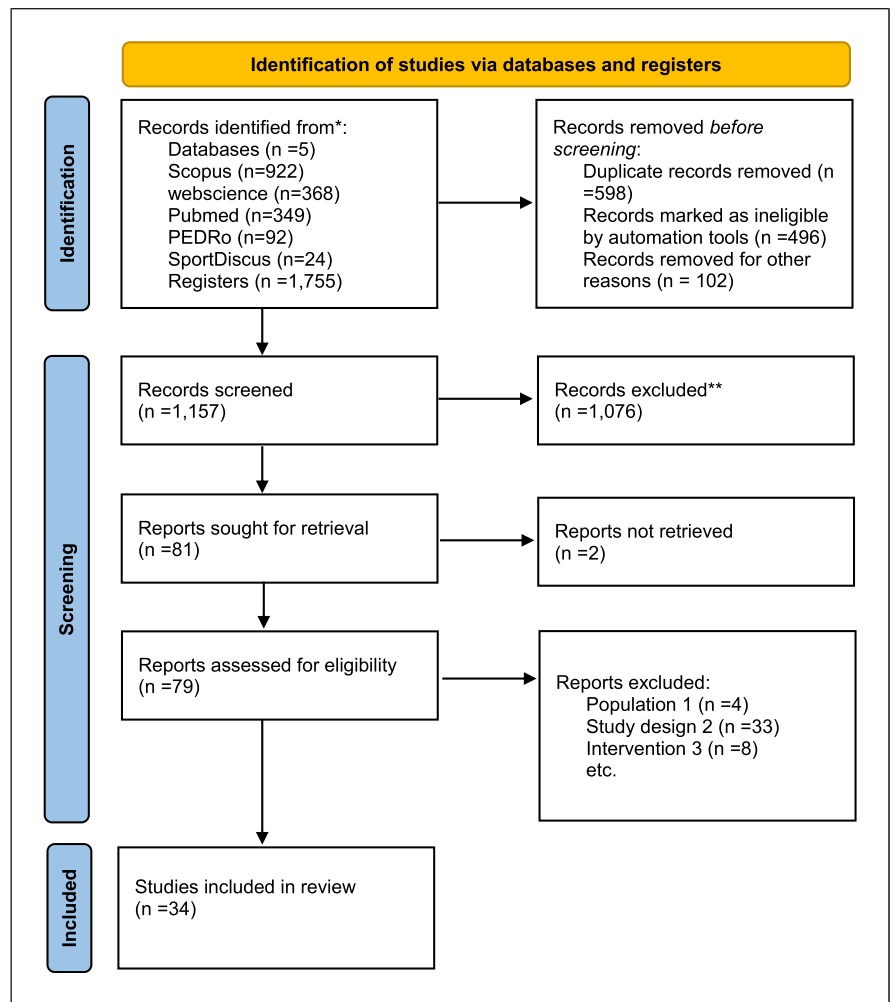 Identification of studies via databases and registers
Identification
Records identified from*:
Databases (n =5)
Scopus (n=922)
webscience (n=368)
Pubmed (n=349)
PEDRo (n=92)
SportDiscus (n=24)
Registers (n =1,755)
Records removed before
screening:
Duplicate records removed (n
=598)
Records marked as ineligible
by automation tools (n =496)
Records removed for other
reasons (n = 102)
Screening
Records screened
(n =1,157)
Records excluded**
(n =1,076)
Reports sought for retrieval
(n =81)
Reports not retrieved
(n =2)
Reports assessed for eligibility
(n =79)
Reports excluded:
Population 1 (n =4)
Study design 2 (n =33)
Intervention 3 (n =8)
etc.
Included
Studies included in review
(n =34)